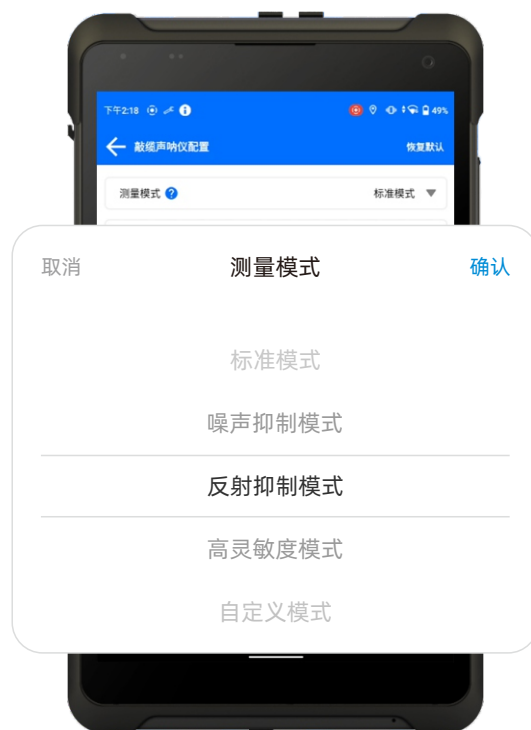 下午2:18
49%
敲缆声呐仪配置
恢复默认
测量模式
标准模式
取消
测量模式
确认
标准模式
噪声抑制模式
反射抑制模式
高灵敏度模式
自定义模式